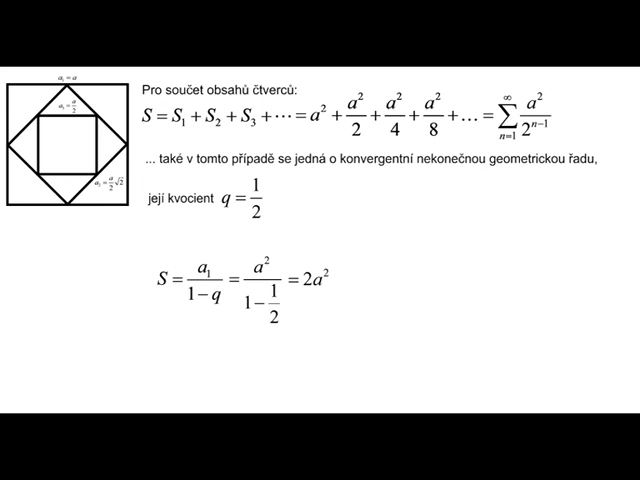 a₁ = a
a₃ = a/2
a₂ = a/2 √2
Pro součet obsahů čtverců:
S = S₁ + S₂ + S₃ + ⋯ = a² + a²/2 + a²/4 + a²/8 + … = ∑_{n=1}^{∞} a²/2ⁿ⁻¹
... také v tomto případě se jedná o konvergentní nekonečnou geometrickou řadu,
její kvocient q = 1/2
S = a₁/(1 − q) = a²/(1 − 1/2) = 2a²